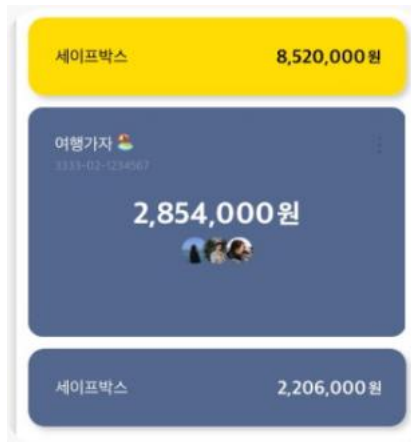 세이프박스 8,520,000원
여행가자
3333-02-1234567
2,854,000원
세이프박스 2,206,000원